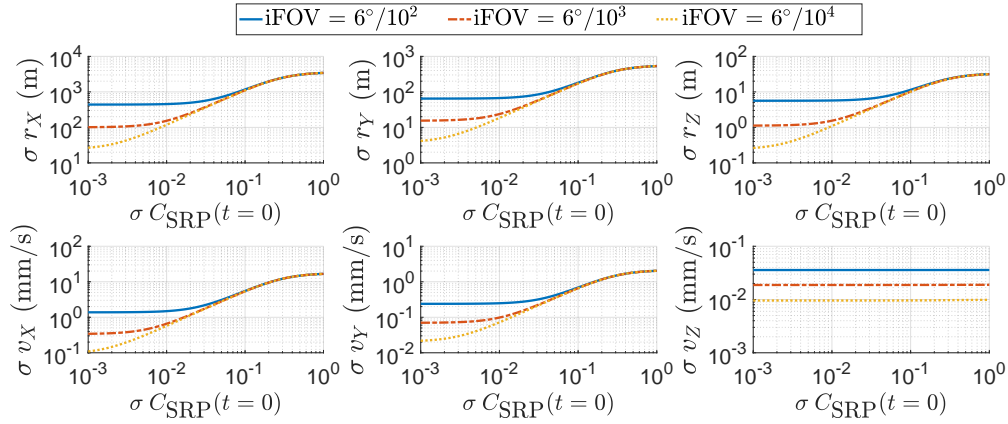 iFOV = 6°/10² iFOV = 6°/10³ iFOV = 6°/10⁴
σ r_X (m)
10⁴
10³
10²
10¹
10⁻³ 10⁻² 10⁻¹ 10⁰
σ C_SRP(t = 0)
σ r_Y (m)
10³
10²
10¹
10⁰
10⁻³ 10⁻² 10⁻¹ 10⁰
σ C_SRP(t = 0)
σ r_Z (m)
10²
10¹
10⁰
10⁻¹
10⁻³ 10⁻² 10⁻¹ 10⁰
σ C_SRP(t = 0)
σ v_X (mm/s)
10²
10¹
10⁰
10⁻¹
10⁻³ 10⁻² 10⁻¹ 10⁰
σ C_SRP(t = 0)
σ v_Y (mm/s)
10¹
10⁰
10⁻¹
10⁻²
10⁻³ 10⁻² 10⁻¹ 10⁰
σ C_SRP(t = 0)
σ v_Z (mm/s)
10⁻¹
10⁻²
10⁻³
10⁻³ 10⁻² 10⁻¹ 10⁰
σ C_SRP(t = 0)